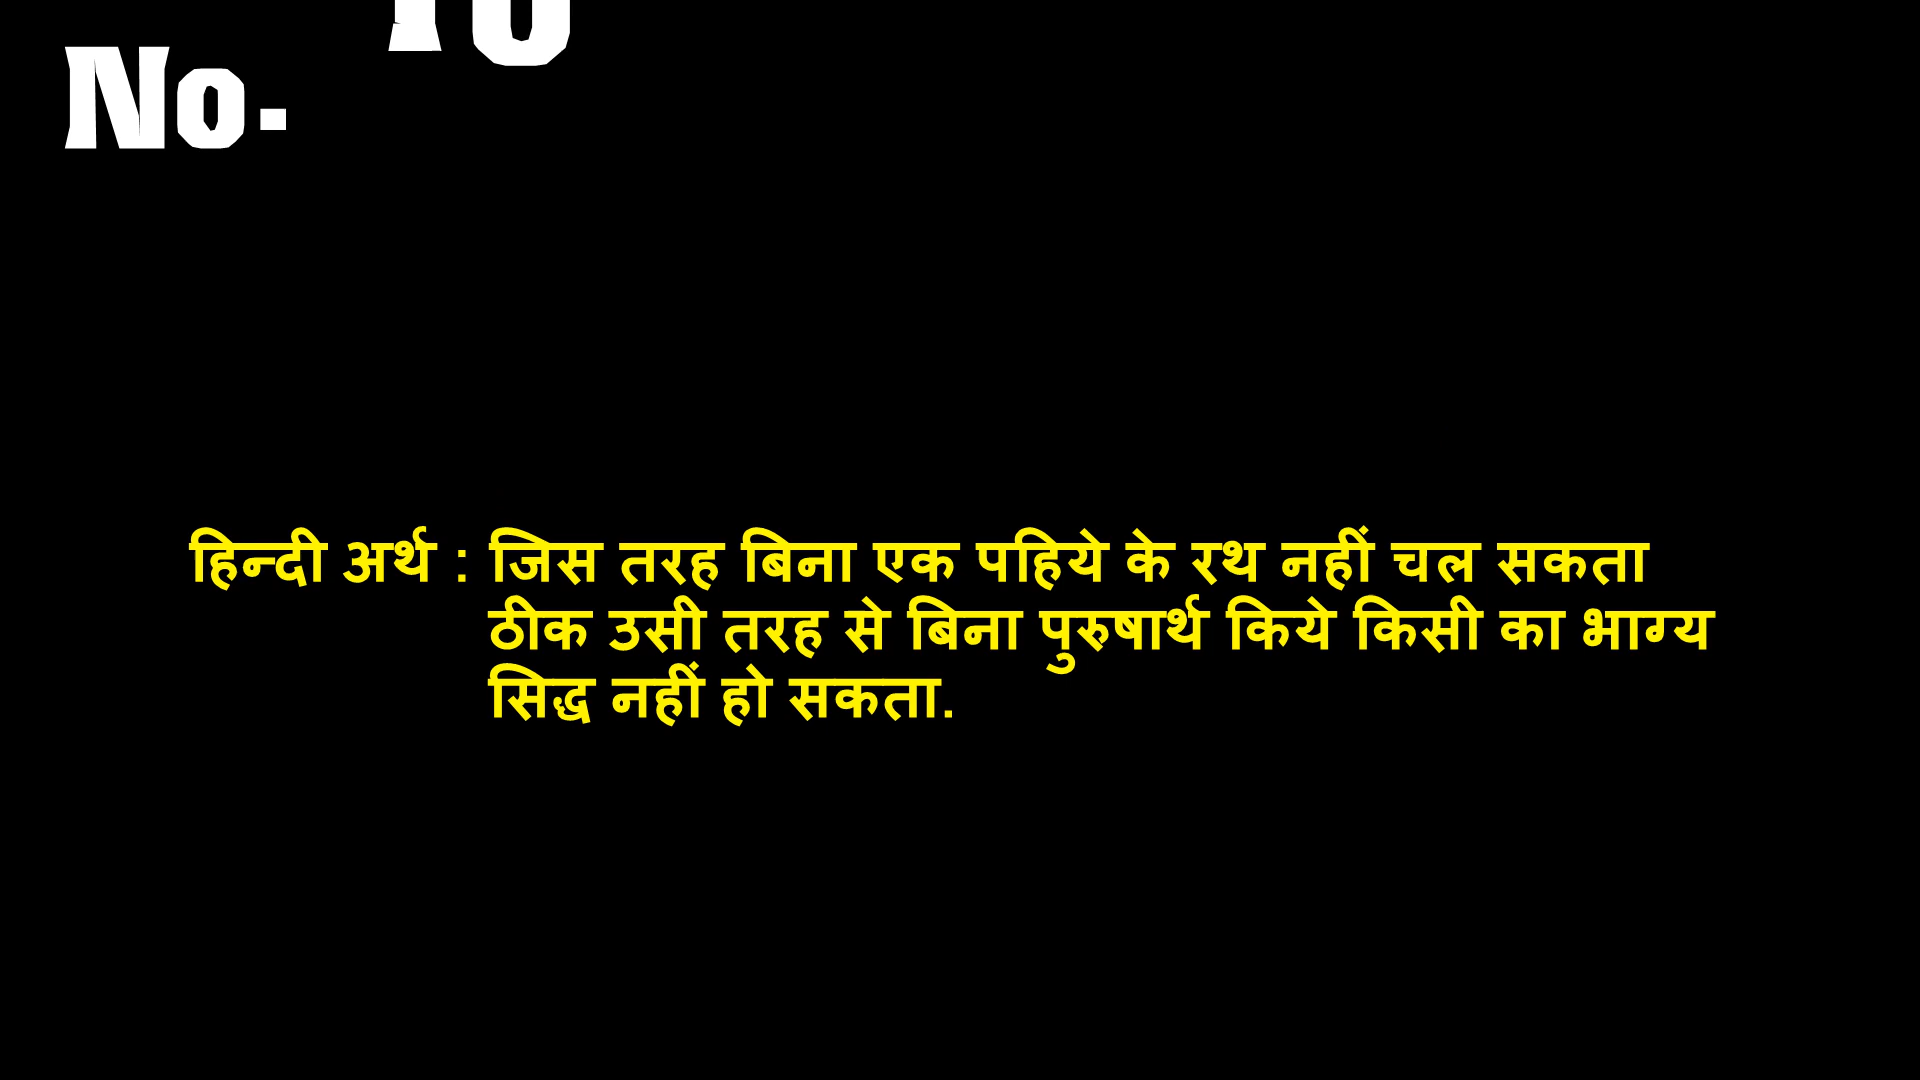 No.
हिन्दी अर्थ : जिस तरह बिना एक पहिये के रथ नहीं चल सकता
ठीक उसी तरह से बिना पुरुषार्थ किये किसी का भाग्य
सिद्ध नहीं हो सकता.